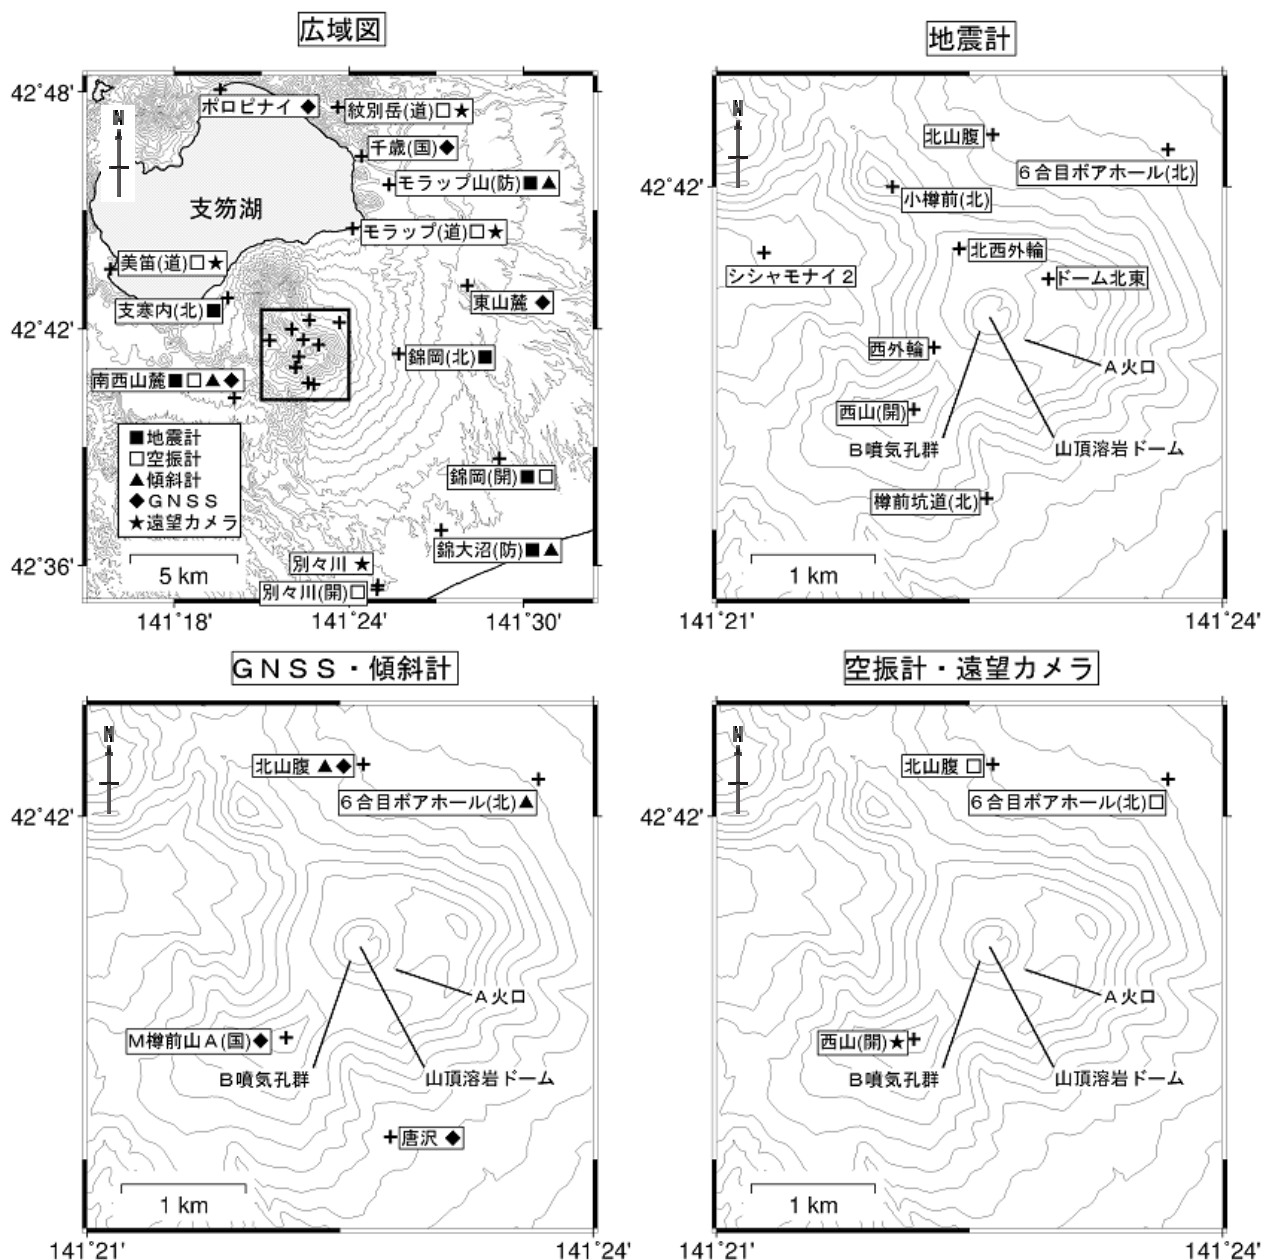 広域図
42°48'
42°42'
42°36'
141°18'
141°24'
141°30'
N
ポロピナイ ◆
紋別岳(道)□★
千歳(国)◆
モラップ山(防)■▲
支笏湖
モラップ(道)□★
美笛(道)□★
支寒内(北)■
東山麓 ◆
錦岡(北)■
南西山麓■□▲◆
■地震計
□空振計
▲傾斜計
◆GNSS
★遠望カメラ
5 km
錦岡(開)■□
錦大沼(防)■▲
別々川 ★
別々川(開)□
地震計
N
42°42'
北山腹
6合目ボアホール(北)
小樽前(北)
北西外輪
シシャモナイ2
ドーム北東
西外輪
A火口
西山(開)
B噴気孔群
山頂溶岩ドーム
樽前坑道(北)
1 km
141°21'
141°24'
GNSS・傾斜計
N
42°42'
北山腹 ▲◆
6合目ボアホール(北)▲
A火口
M樽前山A(国)◆
B噴気孔群
山頂溶岩ドーム
唐沢 ◆
1 km
141°21'
141°24'
空振計・遠望カメラ
N
42°42'
北山腹 □
6合目ボアホール(北)□
A火口
西山(開)★
B噴気孔群
山頂溶岩ドーム
1 km
141°21'
141°24'